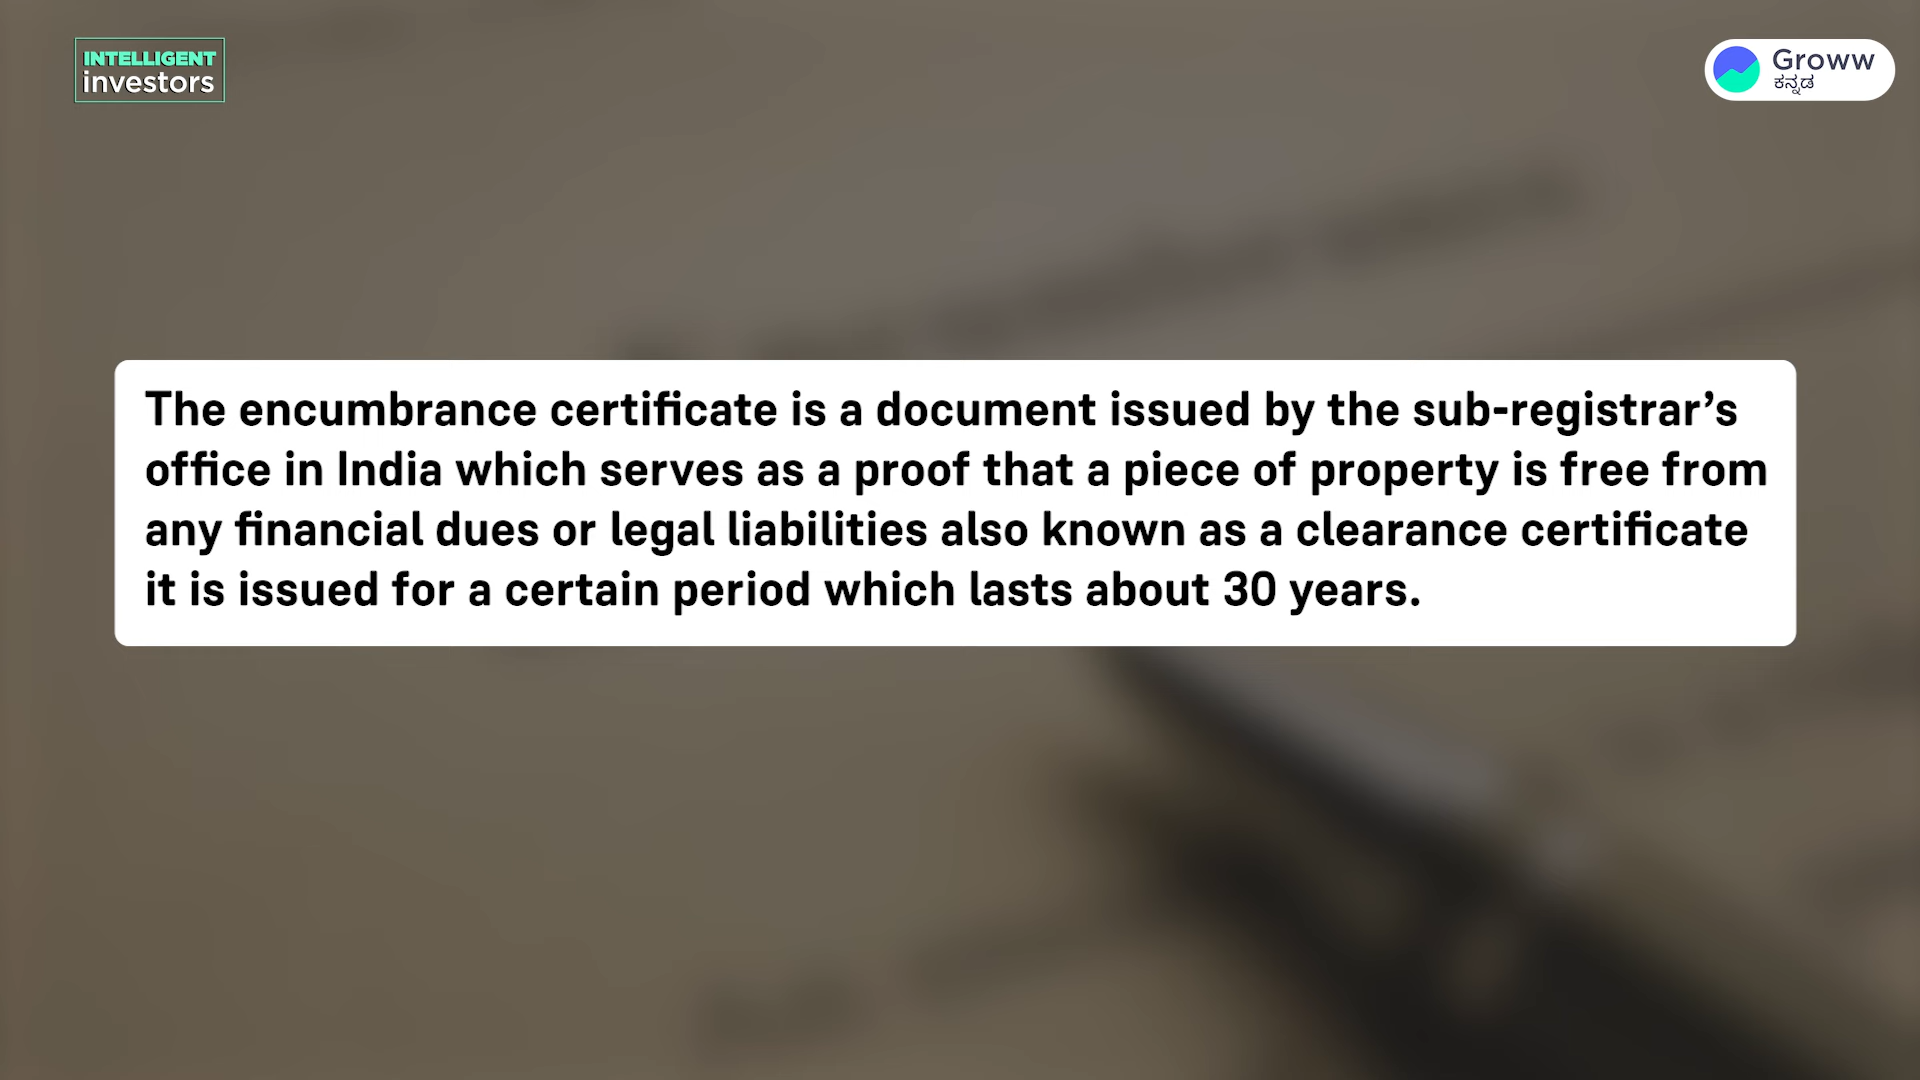 INTELLIGENT
investors
Groww
ಕನ್ನಡ
The encumbrance certificate is a document issued by the sub-registrar’s
office in India which serves as a proof that a piece of property is free from
any financial dues or legal liabilities also known as a clearance certificate
it is issued for a certain period which lasts about 30 years.